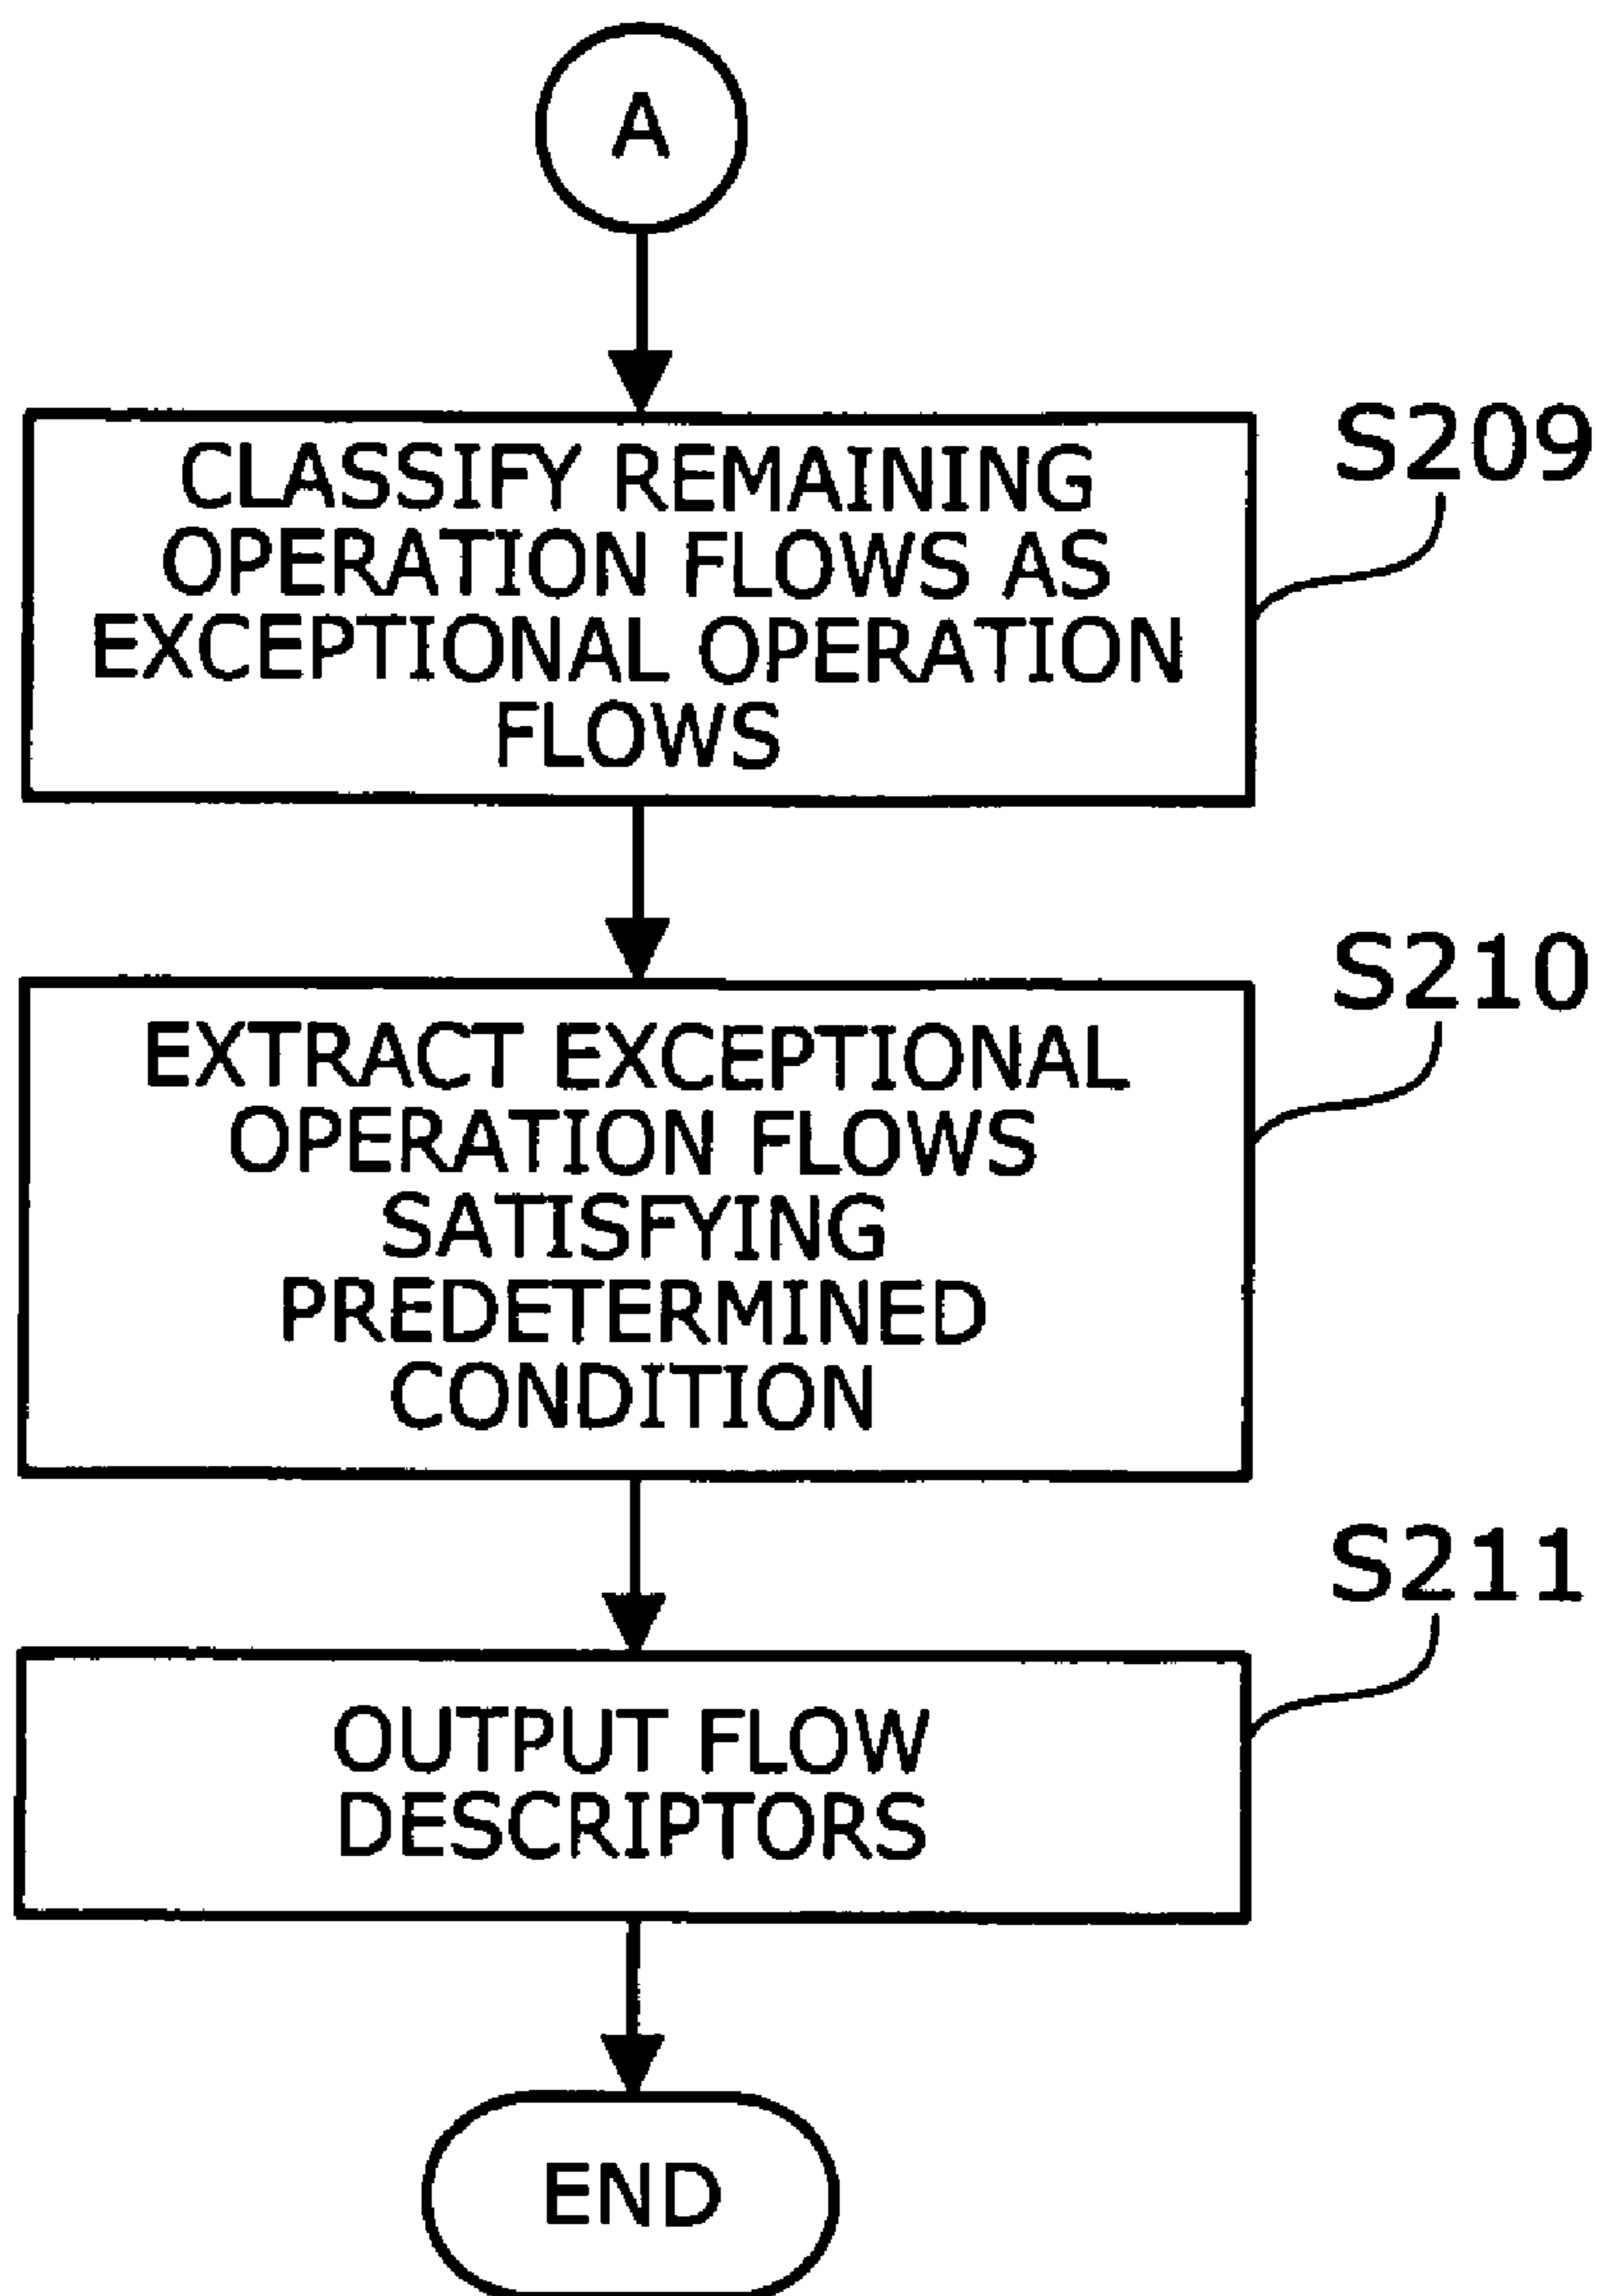 A
CLASSIFY REMAINING
OPERATION FLOWS AS
EXCEPTIONAL OPERATION
FLOWS
S209
EXTRACT EXCEPTIONAL
OPERATION FLOWS
SATISFYING
PREDETERMINED
CONDITION
S210
OUTPUT FLOW
DESCRIPTORS
S211
END